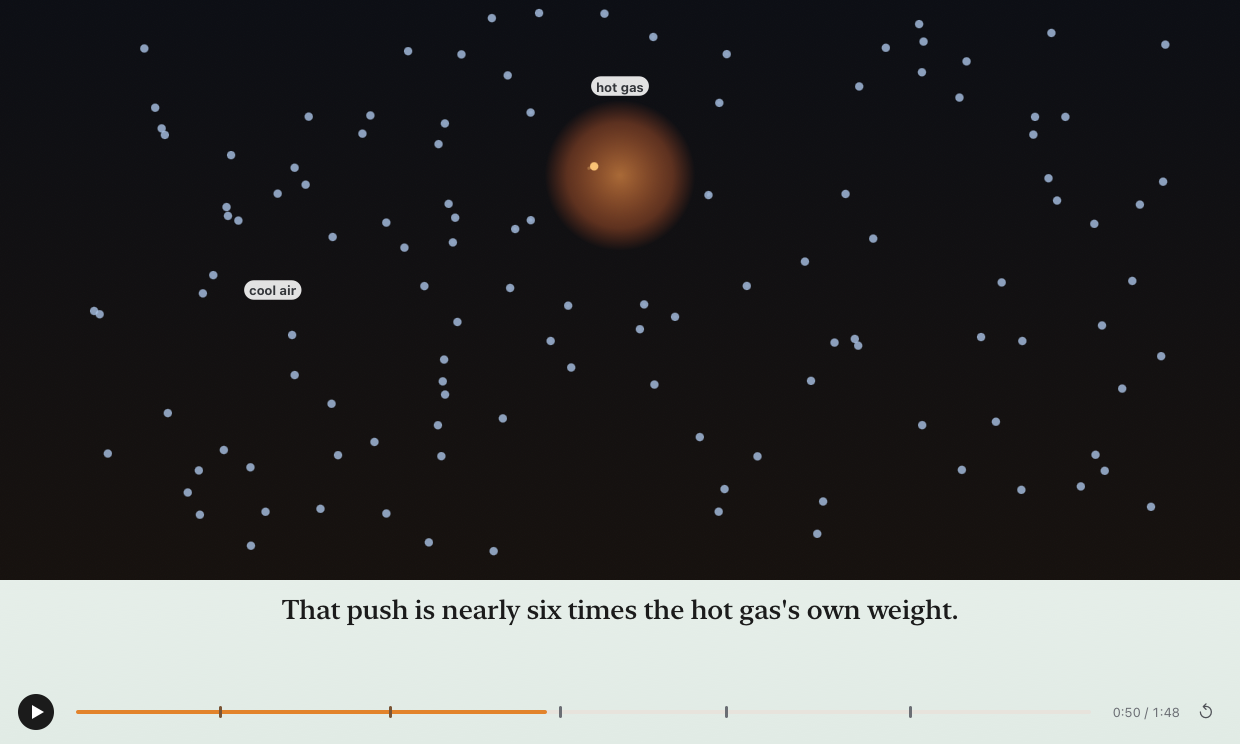 hot gas
cool air
That push is nearly six times the hot gas's own weight.
0:50 / 1:48